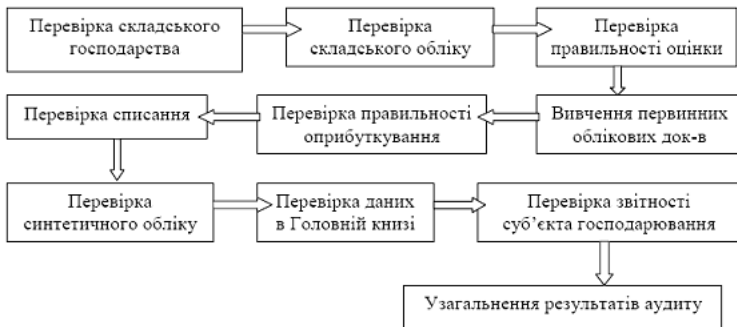 Перевірка складського
господарства
Перевірка
складського обліку
Перевірка
правильності оцінки
Вивчення первинних
облікових док-в
Перевірка правильності
оприбуткування
Перевірка списання
Перевірка
синтетичного обліку
Перевірка даних
в Головній книзі
Перевірка звітності
суб’єкта господарювання
Узагальнення результатів аудиту